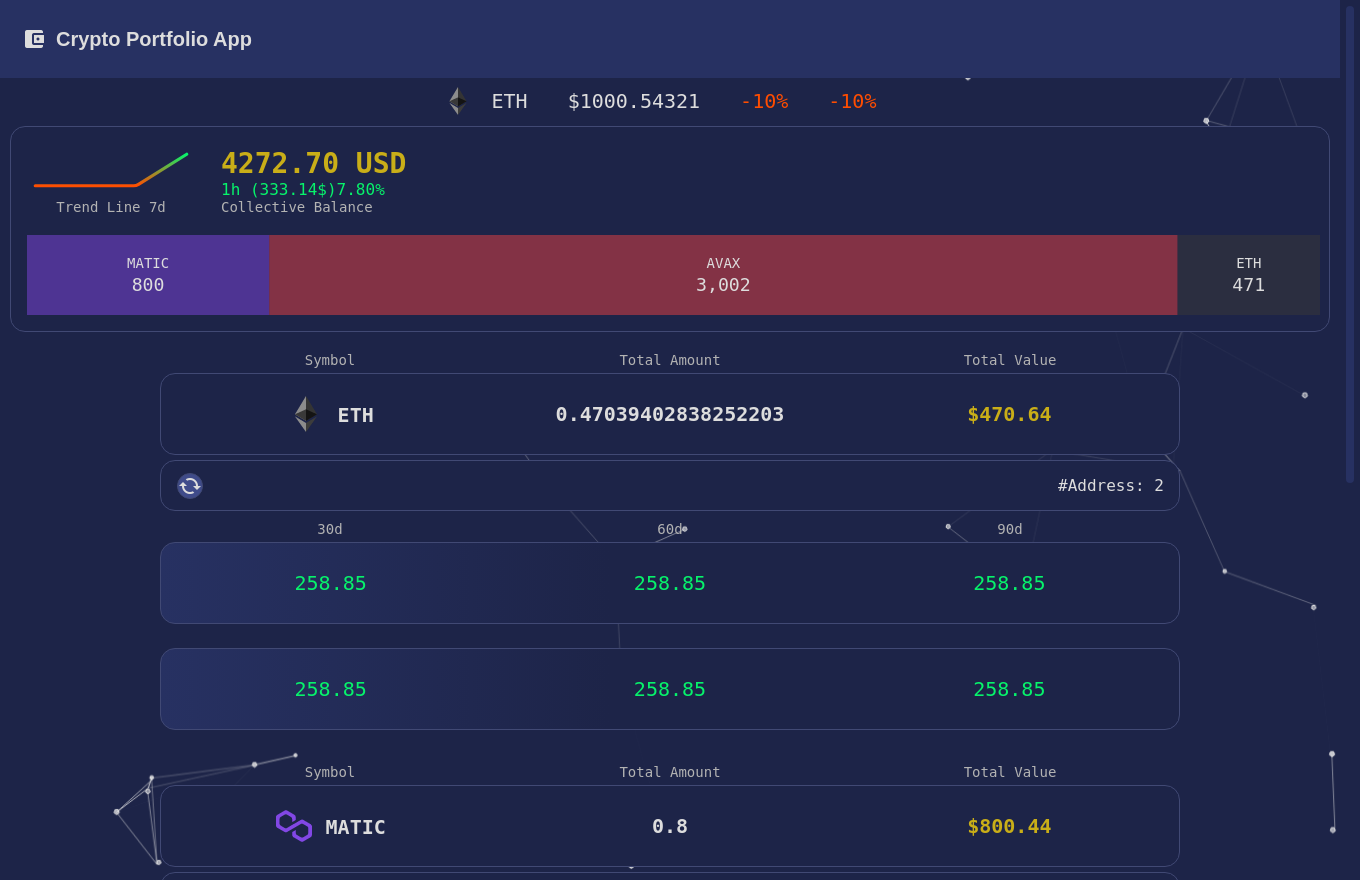 Crypto Portfolio App
ETH $1000.54321 -10% -10%
4272.70 USD
1h (333.14$)7.80%
Trend Line 7d Collective Balance
MATIC AVAX ETH
800 3,002 471
Symbol Total Amount Total Value
ETH 0.47039402838252203 $470.64
#Address: 2
30d 60d 90d
258.85 258.85 258.85
258.85 258.85 258.85
Symbol Total Amount Total Value
MATIC 0.8 $800.44